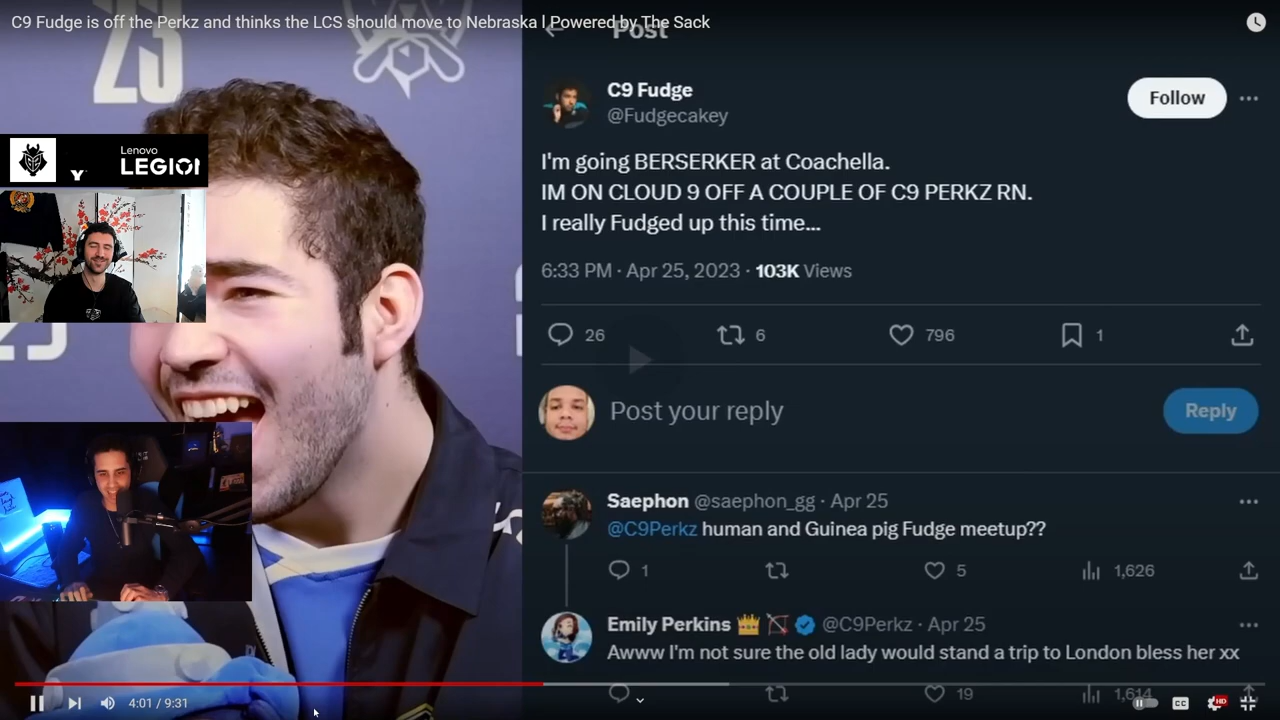 C9 Fudge is off the Perkz and thinks the LCS should move to Nebraska l Powered by The Sack
Post
23
C9 Fudge
@Fudgecakey
Follow
Lenovo
LEGION
Y
I'm going BERSERKER at Coachella.
IM ON CLOUD 9 OFF A COUPLE OF C9 PERKZ RN.
I really Fudged up this time...
6:33 PM · Apr 25, 2023 · 103K Views
26 6 796 1
Post your reply
Reply
Saephon @saephon_gg · Apr 25
@C9Perkz human and Guinea pig Fudge meetup??
1 5 1,626
Emily Perkins 👑 🏹 @C9Perkz · Apr 25
Awww I'm not sure the old lady would stand a trip to London bless her xx
19 1,614
4:01 / 9:31
CC
HD